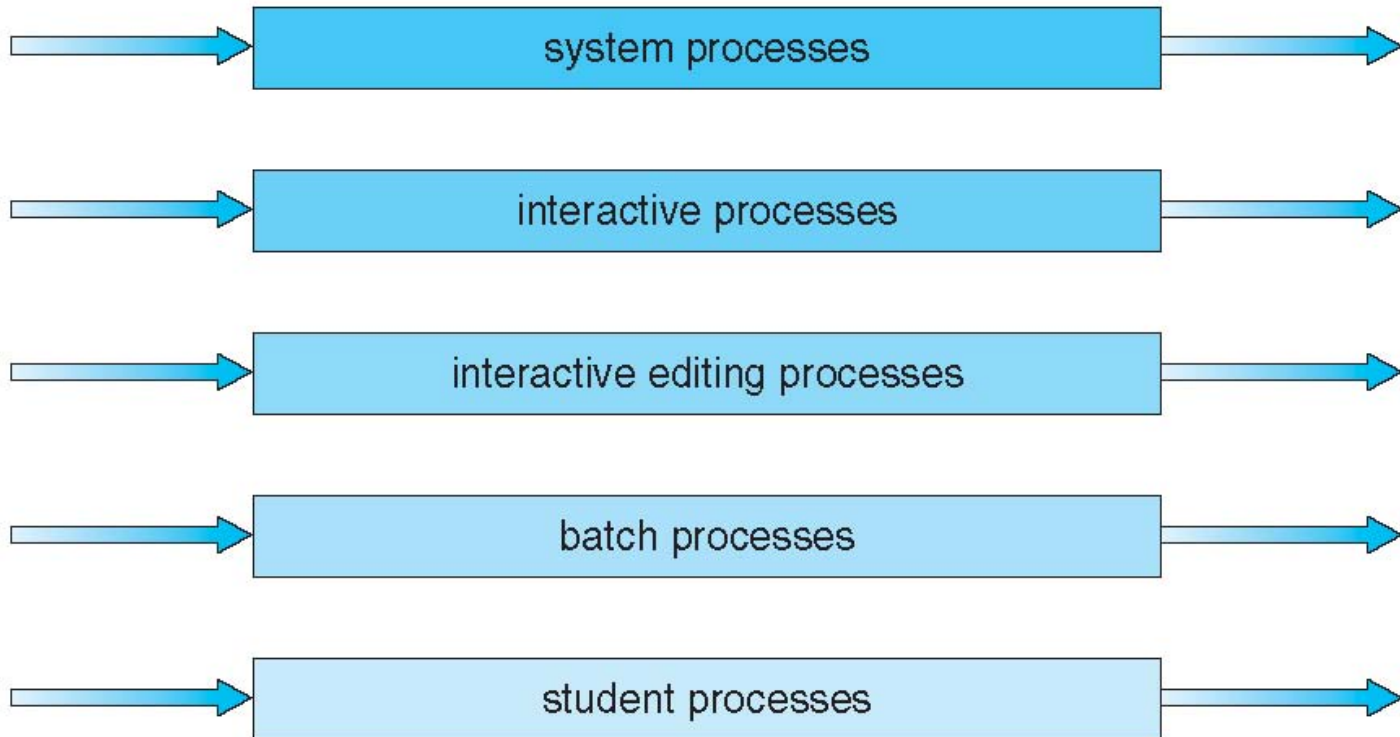 system processes
interactive processes
interactive editing processes
batch processes
student processes